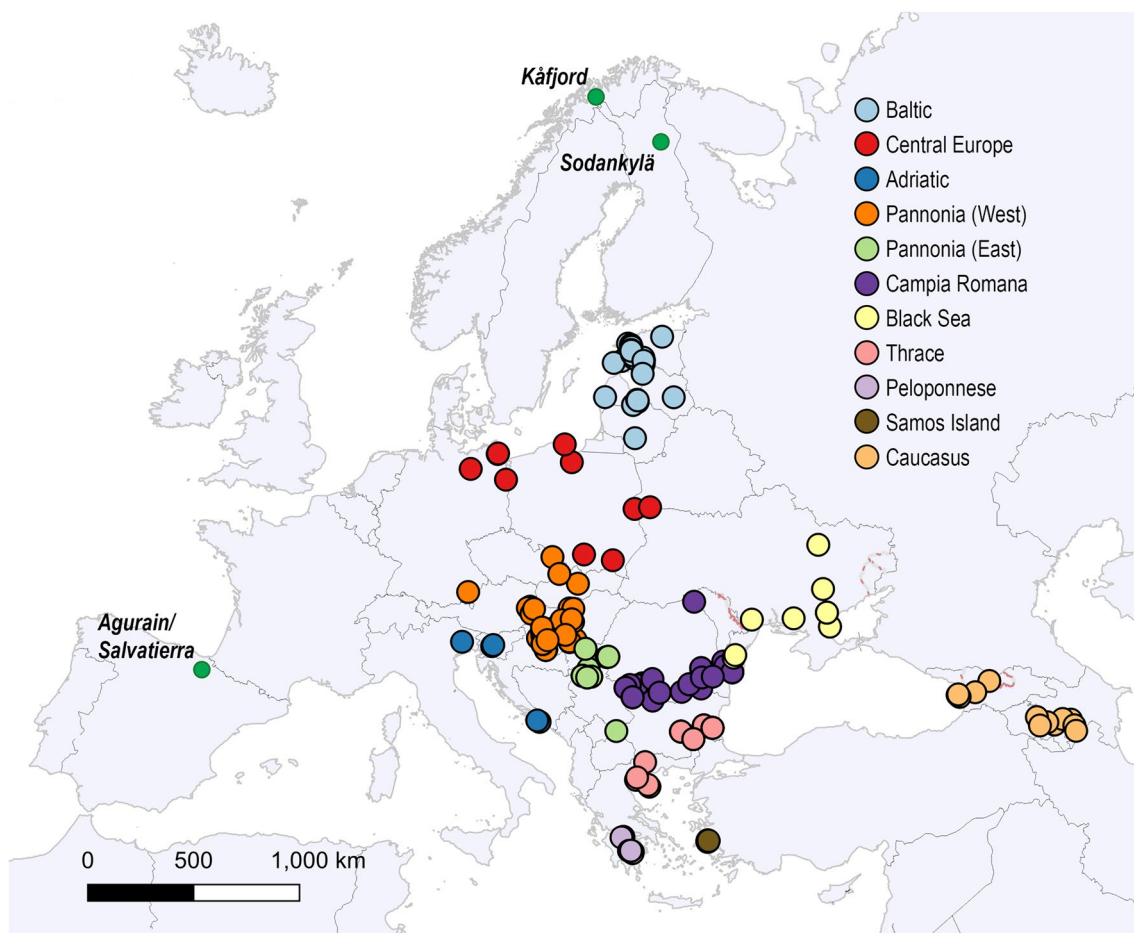 Kåfjord
Sodankylä
Agurain/
Salvatierra
Baltic
Central Europe
Adriatic
Pannonia (West)
Pannonia (East)
Campia Romana
Black Sea
Thrace
Peloponnese
Samos Island
Caucasus
0 500 1,000 km